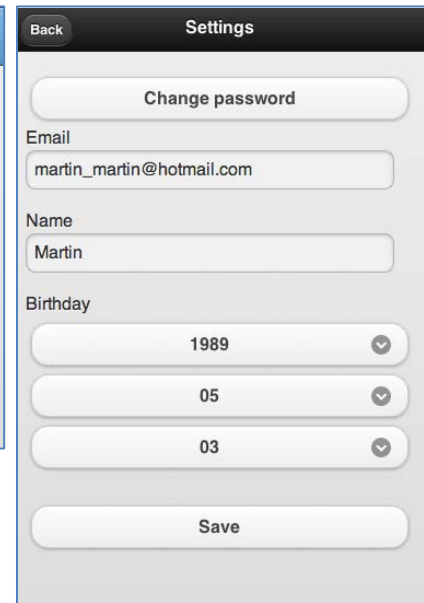 Back Settings
Change password
Email
martin_martin@hotmail.com
Name
Martin
Birthday
1989
05
03
Save